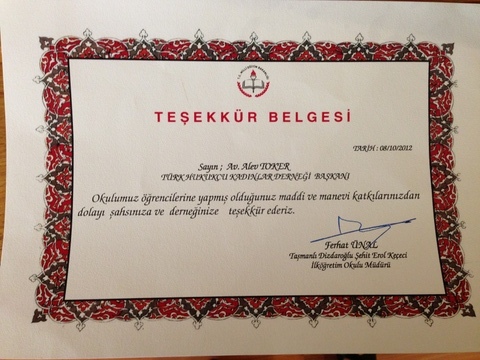 TEŞEKKÜR BELGESİ
TARİH : 08/10/2012
Sayın ; Av. Alev TOKER
TÜRK HUKUKÇU KADINLAR DERNEĞİ BAŞKANI
Okulumuz öğrencilerine yapmış olduğunuz maddi ve manevi katkılarınızdan
dolayı şahsınıza ve derneğinize teşekkür ederiz.
Ferhat ÜNAL
Taşmanlı Dizdaroğlu Şehit Erol Keçeci
İlköğretim Okulu Müdürü